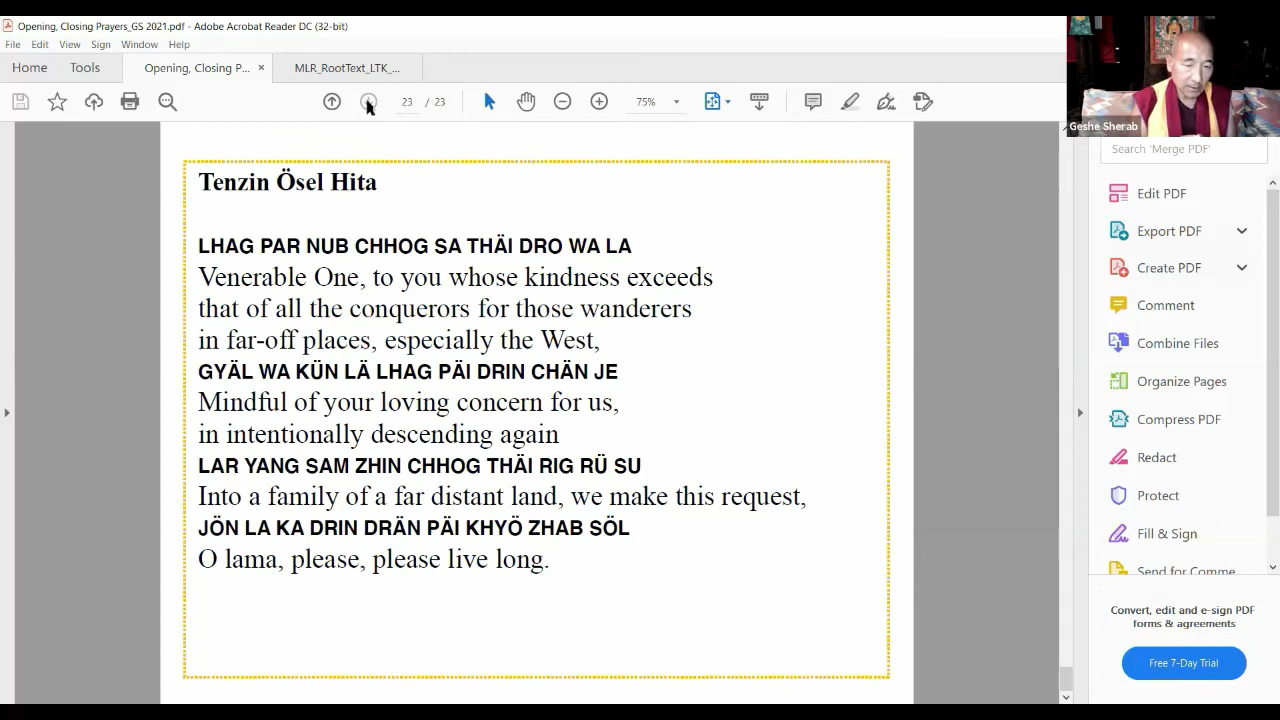 Opening, Closing Prayers_GS 2021.pdf - Adobe Acrobat Reader DC (32-bit)
File Edit View Sign Window Help
Home Tools Opening, Closing P... × MLR_RootText_LTK_...
23 / 23 75%
Geshe Sherab
Search 'Merge PDF'
Tenzin Ösel Hita
LHAG PAR NUB CHHOG SA THÄI DRO WA LA
Venerable One, to you whose kindness exceeds
that of all the conquerors for those wanderers
in far-off places, especially the West,
GYÄL WA KÜN LÄ LHAG PÄI DRIN CHÄN JE
Mindful of your loving concern for us,
in intentionally descending again
LAR YANG SAM ZHIN CHHOG THÄI RIG RÜ SU
Into a family of a far distant land, we make this request,
JÖN LA KA DRIN DRÄN PÄI KHYÖ ZHAB SÖL
O lama, please, please live long.
Edit PDF
Export PDF
Create PDF
Comment
Combine Files
Organize Pages
Compress PDF
Redact
Protect
Fill & Sign
Send for Comme
Convert, edit and e-sign PDF
forms & agreements
Free 7-Day Trial